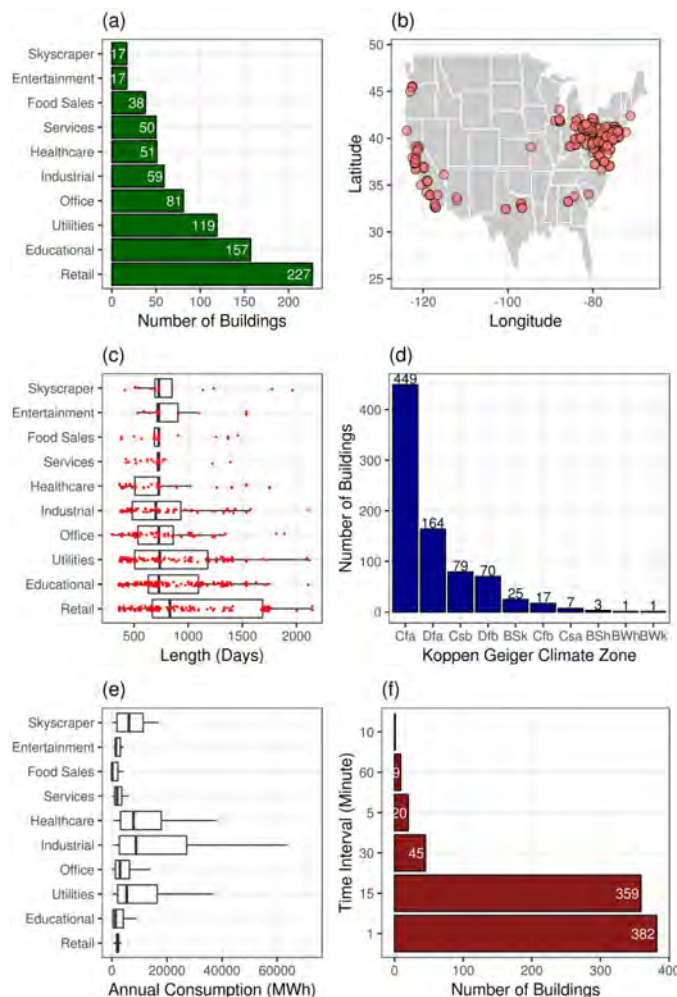 (a)
Skyscraper 17
Entertainment 17
Food Sales 38
Services 50
Healthcare 51
Industrial 59
Office 81
Utilities 119
Educational 157
Retail 227
0 50 100 150 200
Number of Buildings
(b)
50
45
40
35
30
25
Latitude
-120 -100 -80
Longitude
(c)
Skyscraper
Entertainment
Food Sales
Services
Healthcare
Industrial
Office
Utilities
Educational
Retail
500 1000 1500 2000
Length (Days)
(d)
449
164
79
70
25
17
7
3
1
1
400
300
200
100
0
Number of Buildings
Cfa Dfa Csb Dfb BSk Cfb Csa BSh BWh BWk
Koppen Geiger Climate Zone
(e)
Skyscraper
Entertainment
Food Sales
Services
Healthcare
Industrial
Office
Utilities
Educational
Retail
0 20000 40000 60000
Annual Consumption (MWh)
(f)
10
60 9
5 20
30 45
15 359
1 382
Time Interval (Minute)
0 100 200 300 400
Number of Buildings